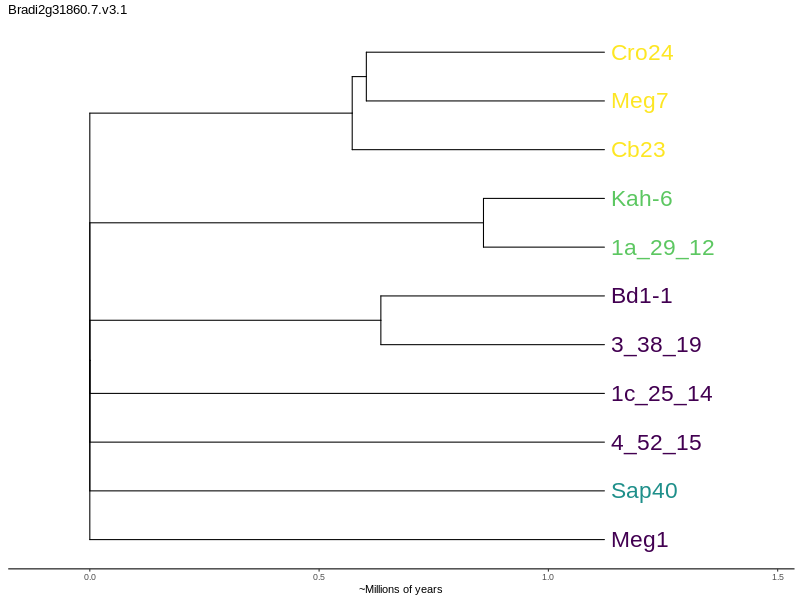 Bradi2g31860.7.v3.1
Cro24
Meg7
Cb23
Kah-6
1a_29_12
Bd1-1
3_38_19
1c_25_14
4_52_15
Sap40
Meg1
0.0 0.5 1.0 1.5
~Millions of years